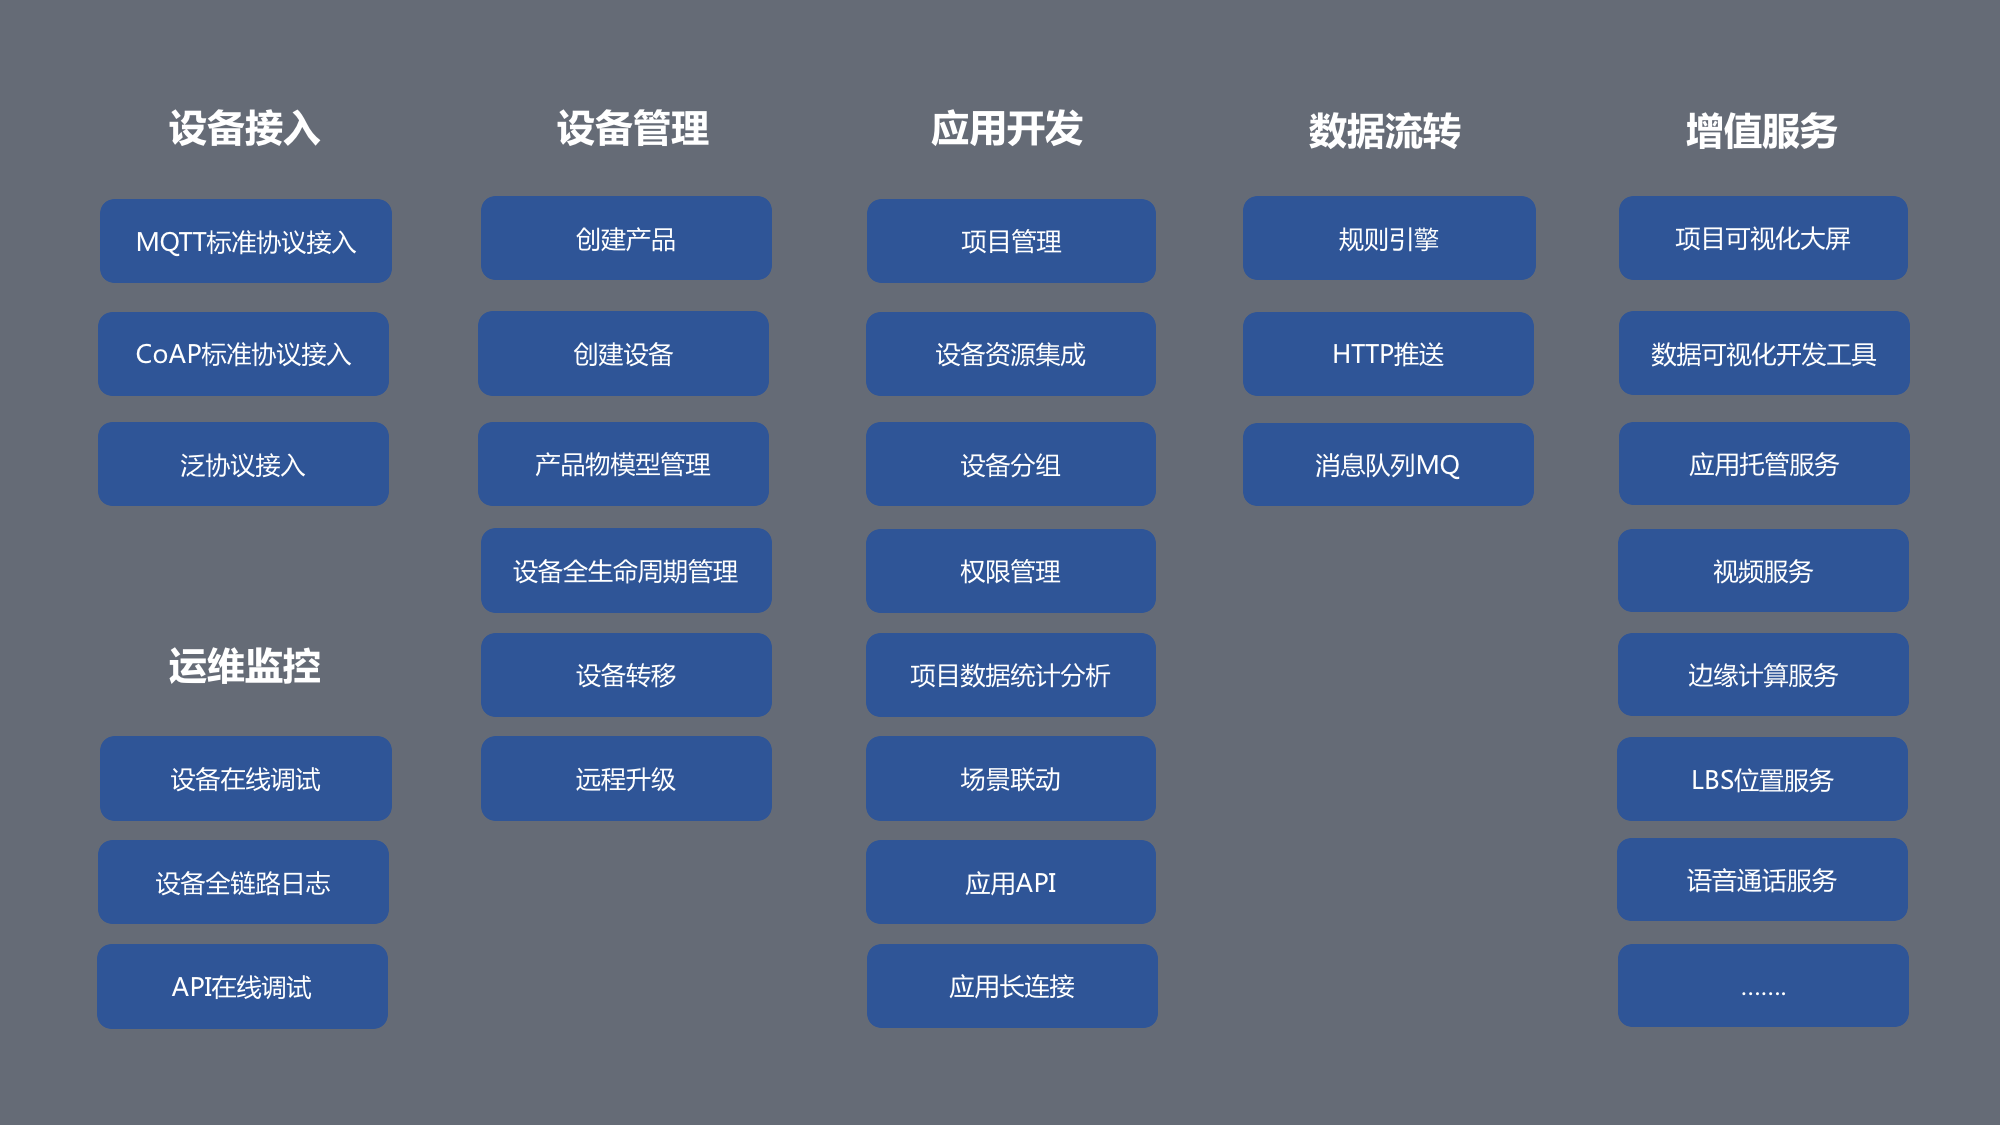 设备接入
MQTT标准协议接入
CoAP标准协议接入
泛协议接入
运维监控
设备在线调试
设备全链路日志
API在线调试
设备管理
创建产品
创建设备
产品物模型管理
设备全生命周期管理
设备转移
远程升级
应用开发
项目管理
设备资源集成
设备分组
权限管理
项目数据统计分析
场景联动
应用API
应用长连接
数据流转
规则引擎
HTTP推送
消息队列MQ
增值服务
项目可视化大屏
数据可视化开发工具
应用托管服务
视频服务
边缘计算服务
LBS位置服务
语音通话服务
.......